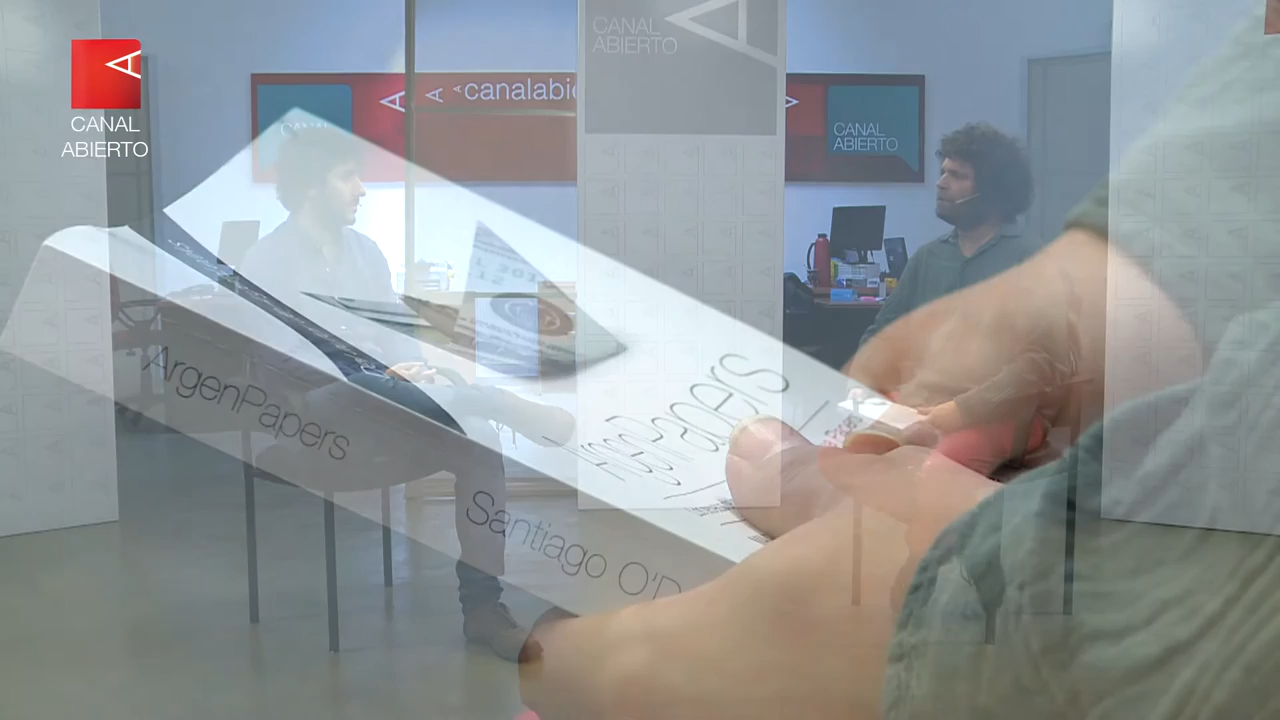 CANAL
ABIERTO
canalabie
CANAL
ABIERTO
CANAL
ABIERTO
ArgenPapers
Santiago O'D
ArgenPapers